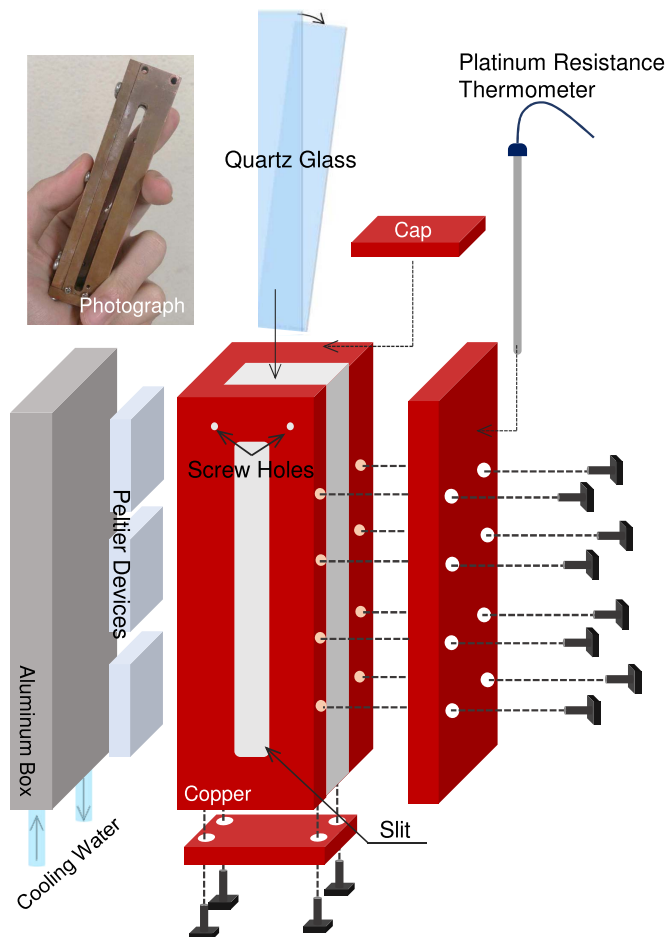 Platinum Resistance
Thermometer
Quartz Glass
Cap
Photograph
Screw Holes
Peltier Devices
Aluminum Box
Copper
Slit
Cooling Water